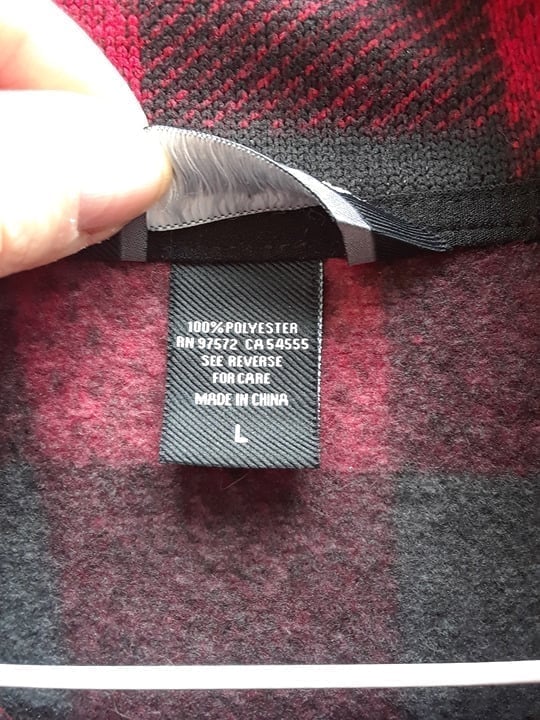 100% POLYESTER
RN 97572 CA 54555
SEE REVERSE
FOR CARE
MADE IN CHINA
L